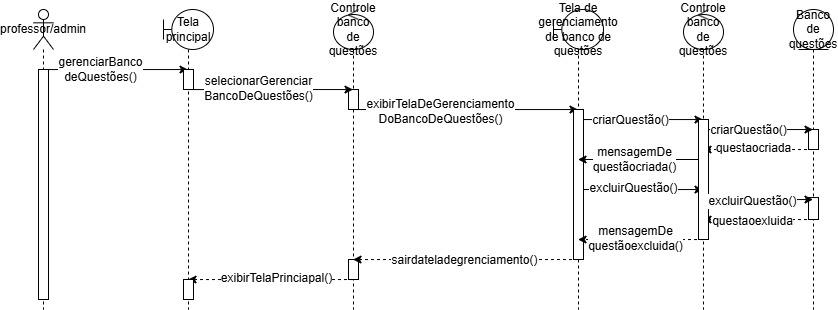 professor/admin
Tela
principal
Controle
banco
de
questões
Tela de
gerenciamento
de banco de
questões
Controle
banco
de
questões
Banco
de
questões
gerenciarBanco
deQuestões()
selecionarGerenciar
BancoDeQuestões()
exibirTelaDeGerenciamento
DoBancoDeQuestões()
criarQuestão()
criarQuestão()
questaocriada
mensagemDe
questãocriada()
excluirQuestão()
excluirQuestão()
questaoexluida
mensagemDe
questãoexcluida()
sairdateladegrenciamento()
exibirTelaPrinciapal()